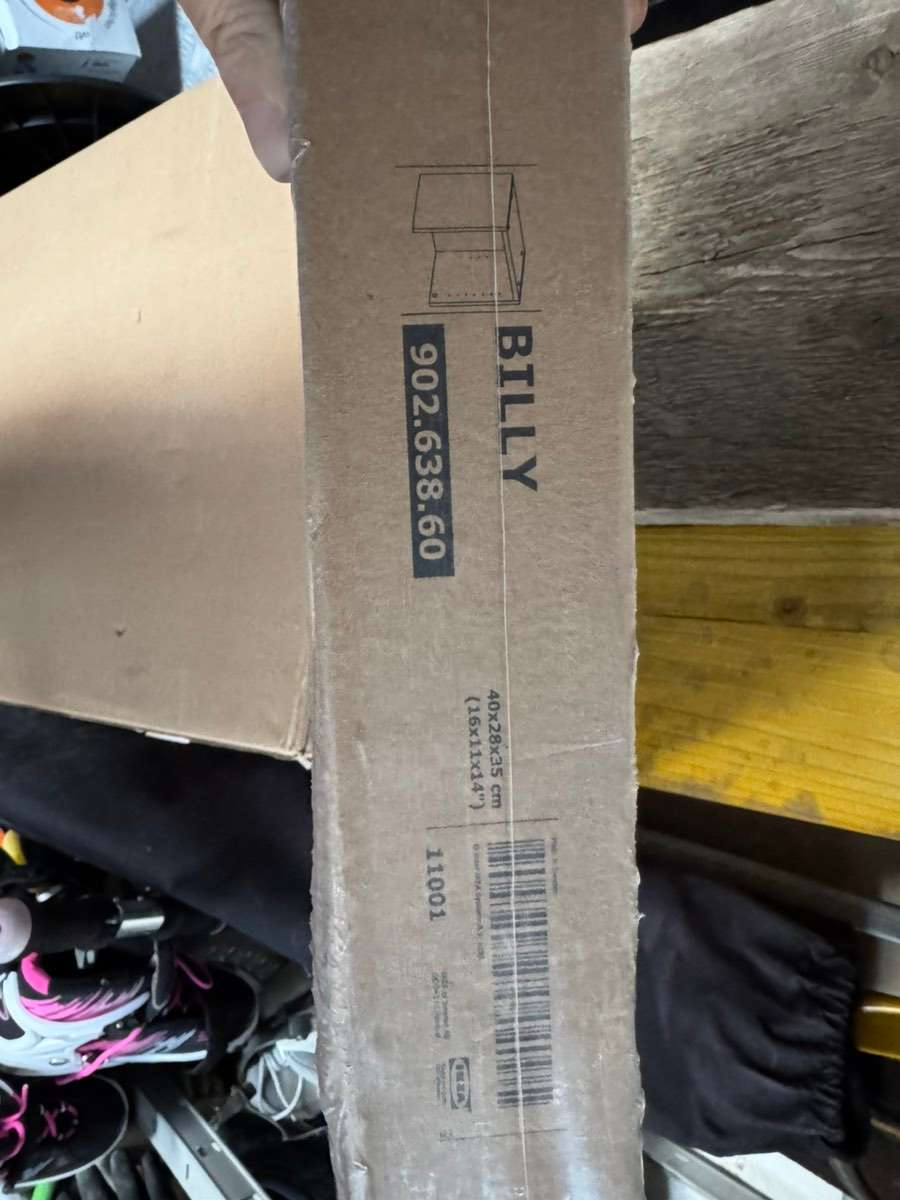 BILLY
902.638.60
40x28x35 cm
(16x11x14")
11001
IKEA